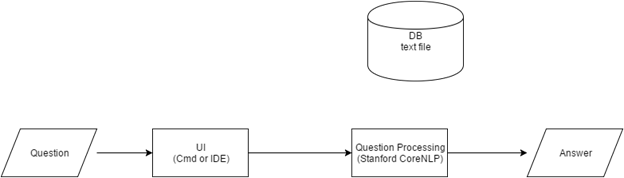 DB
text file
Question
UI
(Cmd or IDE)
Question Processing
(Stanford CoreNLP)
Answer